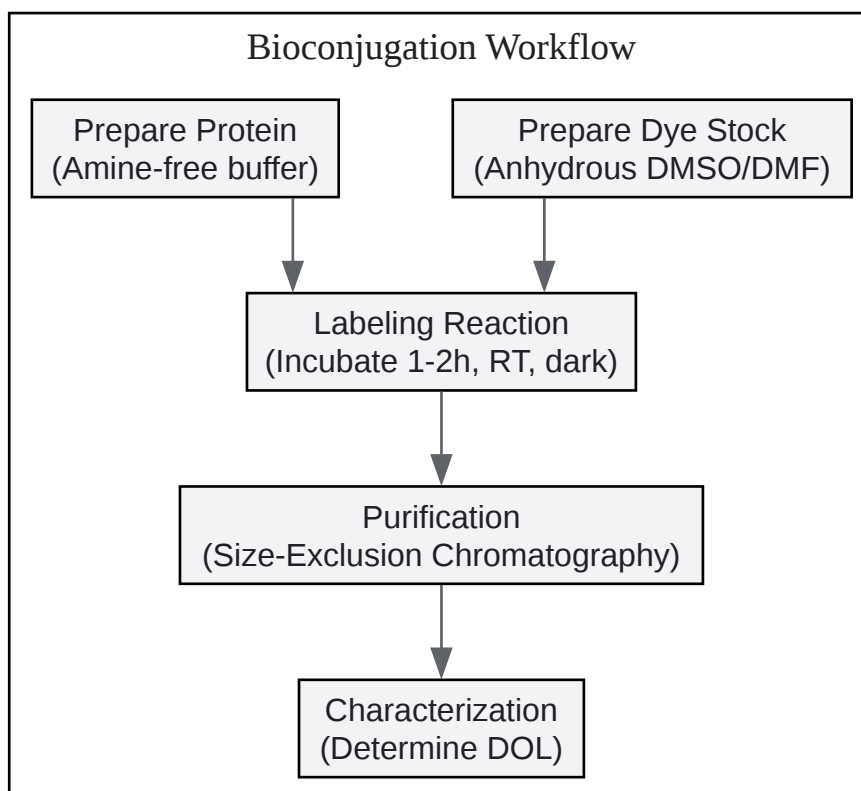 Bioconjugation Workflow
Prepare Protein
(Amine-free buffer)
Prepare Dye Stock
(Anhydrous DMSO/DMF)
Labeling Reaction
(Incubate 1-2h, RT, dark)
Purification
(Size-Exclusion Chromatography)
Characterization
(Determine DOL)